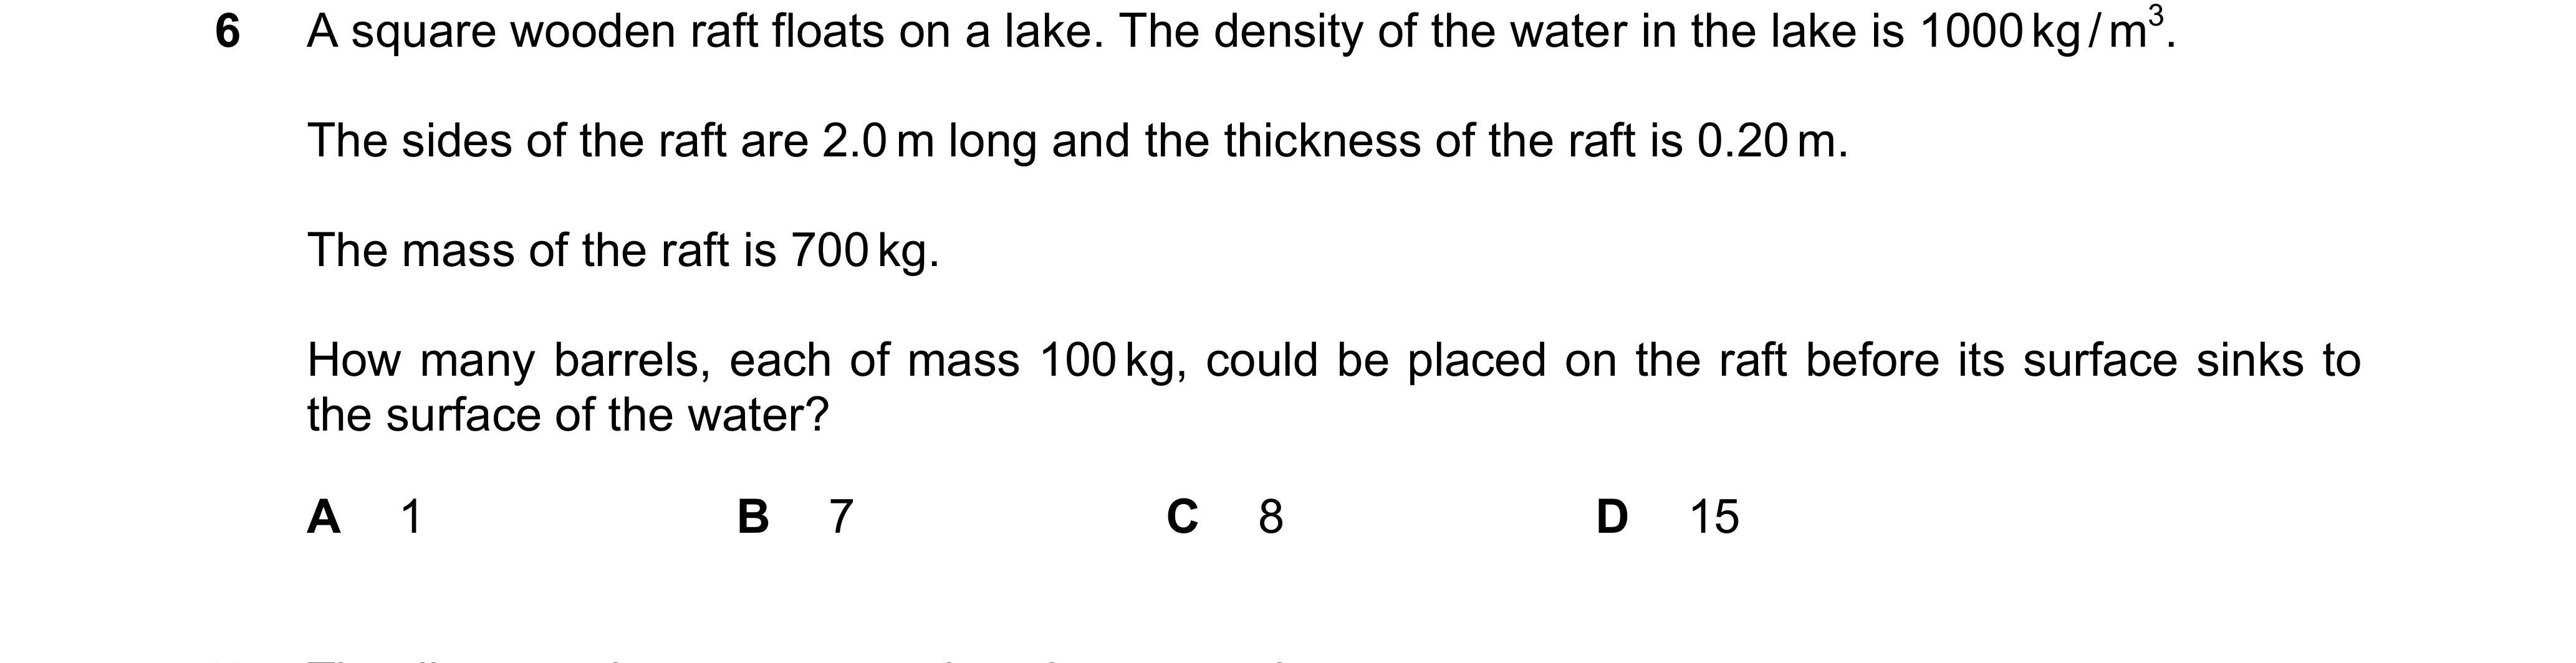 6 A square wooden raft floats on a lake. The density of the water in the lake is 1000 kg / m³.
The sides of the raft are 2.0 m long and the thickness of the raft is 0.20 m.
The mass of the raft is 700 kg.
How many barrels, each of mass 100 kg, could be placed on the raft before its surface sinks to
the surface of the water?
A 1 B 7 C 8 D 15